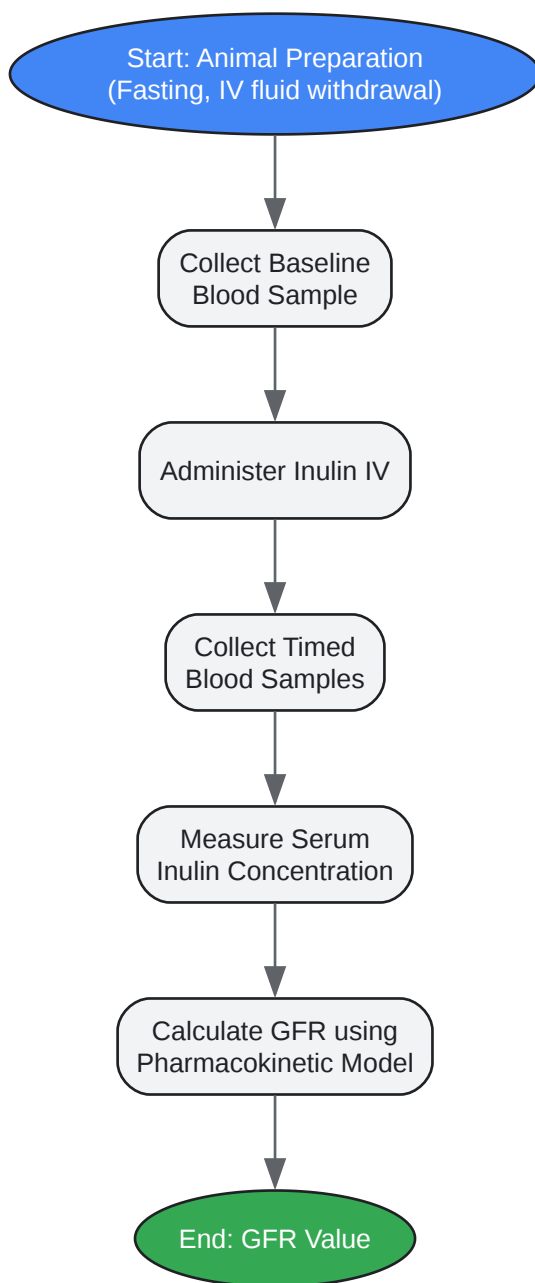 Start: Animal Preparation
(Fasting, IV fluid withdrawal)
Collect Baseline
Blood Sample
Administer Inulin IV
Collect Timed
Blood Samples
Measure Serum
Inulin Concentration
Calculate GFR using
Pharmacokinetic Model
End: GFR Value